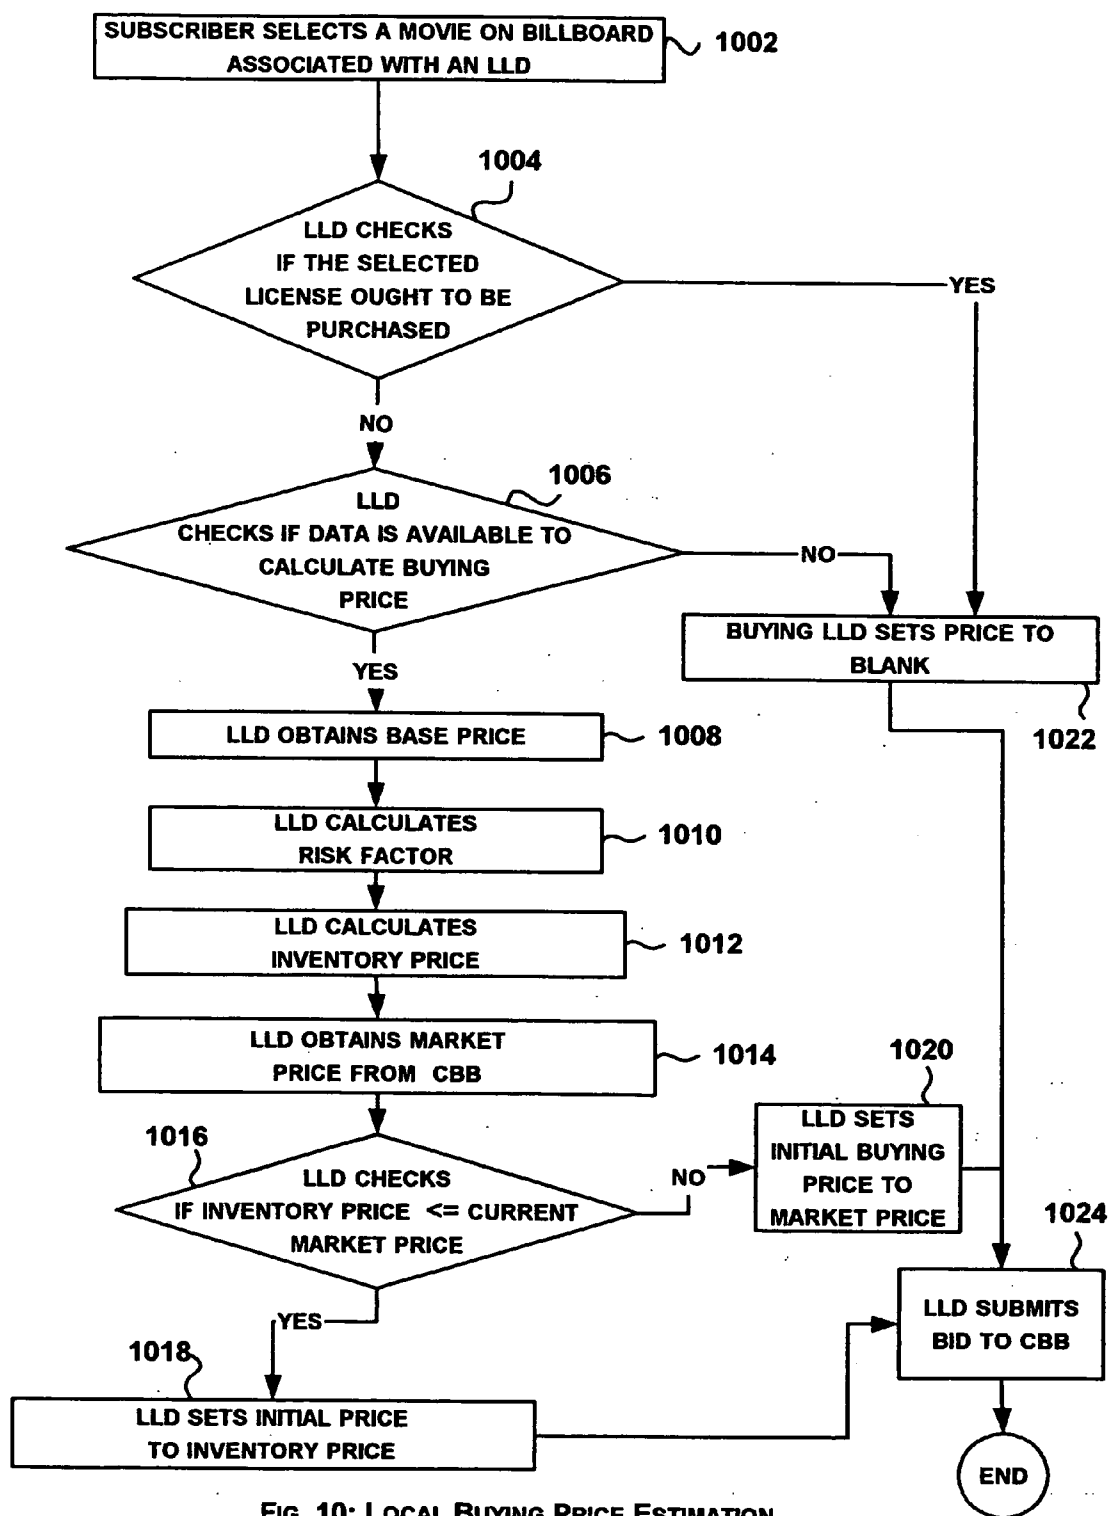 SUBSCRIBER SELECTS A MOVIE ON BILLBOARD
ASSOCIATED WITH AN LLD
1002
1004
LLD CHECKS
IF THE SELECTED
LICENSE OUGHT TO BE
PURCHASED
YES
NO
1006
LLD
CHECKS IF DATA IS AVAILABLE TO
CALCULATE BUYING
PRICE
NO
YES
BUYING LLD SETS PRICE TO
BLANK
1022
LLD OBTAINS BASE PRICE
1008
LLD CALCULATES
RISK FACTOR
1010
LLD CALCULATES
INVENTORY PRICE
1012
LLD OBTAINS MARKET
PRICE FROM CBB
1014
1016
LLD CHECKS
IF INVENTORY PRICE <= CURRENT
MARKET PRICE
NO
1020
LLD SETS
INITIAL BUYING
PRICE TO
MARKET PRICE
YES
1018
LLD SETS INITIAL PRICE
TO INVENTORY PRICE
1024
LLD SUBMITS
BID TO CBB
END
FIG. 10: LOCAL BUYING PRICE ESTIMATION